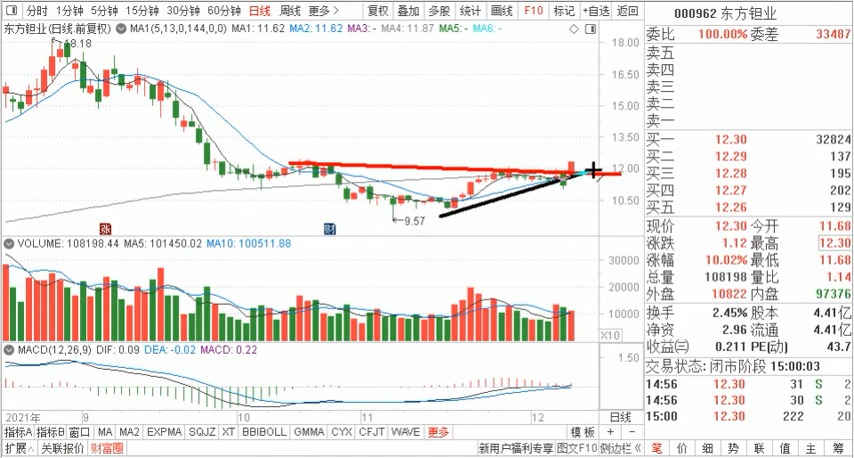 分时 1分钟 5分钟 15分钟 30分钟 60分钟 日线 周线 更多 复权 叠加 多股 统计 画线 F10 标记 +自选 返回
000962 东方钽业
东方钽业(日线.前复权) MA1(5,13,0,144,0,0) MA1: 11.62 MA2: 11.62 MA3: - MA4: 11.87 MA5: - MA6: -
委比 100.00% 委差 33487
18.18
18.00
16.50
15.00
13.50
12.00
10.50
9.57
涨
财
卖五
卖四
卖三
卖二
卖一
买一 12.30 32824
买二 12.29 137
买三 12.28 195
买四 12.27 202
买五 12.26 129
现价 12.30 今开 11.68
涨跌 1.12 最高 12.30
涨幅 10.02% 最低 11.68
总量 108198 量比 1.14
外盘 10822 内盘 97376
换手 2.45% 股本 4.41亿
净资 2.96 流通 4.41亿
收益㈢ 0.211 PE(动) 43.7
交易状态: 闭市阶段 15:00:03
14:56 12.30 31 S 2
14:56 12.30 30 S 2
15:00 12.30 222 20
VOLUME: 108198.44 MA5: 101450.02 MA10: 100511.88
30000
20000
10000
X10
MACD(12,26,9) DIF: 0.09 DEA: -0.02 MACD: 0.22
1.50
0.00
2021年 9 10 11 12 日线
指标A 指标B 窗口 MA MA2 EXPMA SQJZ XT BBIBOLL GMMA CYX CFJT WAVE 更多 模板 + −
扩展∧ 关联报价 财富圈 新用户福利专享 图文F10 侧边栏
笔 价 细 势 联 值 主 筹